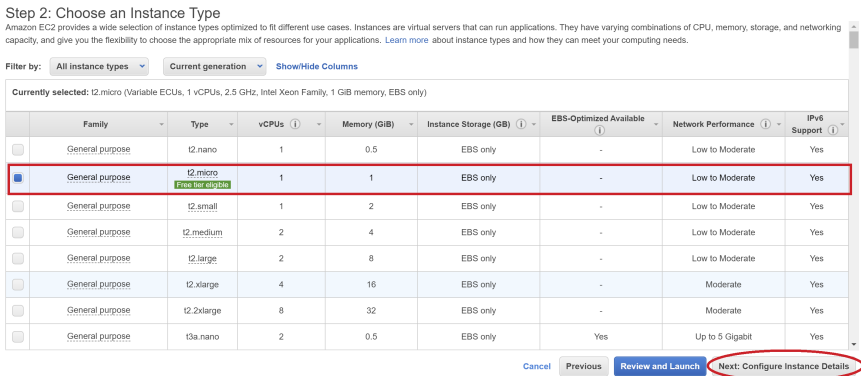 Step 2: Choose an Instance Type
Amazon EC2 provides a wide selection of instance types optimized to fit different use cases. Instances are virtual servers that can run applications. They have varying combinations of CPU, memory, storage, and networking
capacity, and give you the flexibility to choose the appropriate mix of resources for your applications. Learn more about instance types and how they can meet your computing needs.
Filter by: All instance types Current generation Show/Hide Columns
Currently selected: t2.micro (Variable ECUs, 1 vCPUs, 2.5 GHz, Intel Xeon Family, 1 GiB memory, EBS only)
Family Type vCPUs Memory (GiB) Instance Storage (GB) EBS-Optimized Available Network Performance IPv6 Support
General purpose t2.nano 1 0.5 EBS only - Low to Moderate Yes
General purpose t2.micro 1 1 EBS only - Low to Moderate Yes
Free tier eligible
General purpose t2.small 1 2 EBS only - Low to Moderate Yes
General purpose t2.medium 2 4 EBS only - Low to Moderate Yes
General purpose t2.large 2 8 EBS only - Low to Moderate Yes
General purpose t2.xlarge 4 16 EBS only - Moderate Yes
General purpose t2.2xlarge 8 32 EBS only - Moderate Yes
General purpose t3a.nano 2 0.5 EBS only Yes Up to 5 Gigabit Yes
Cancel Previous Review and Launch Next: Configure Instance Details